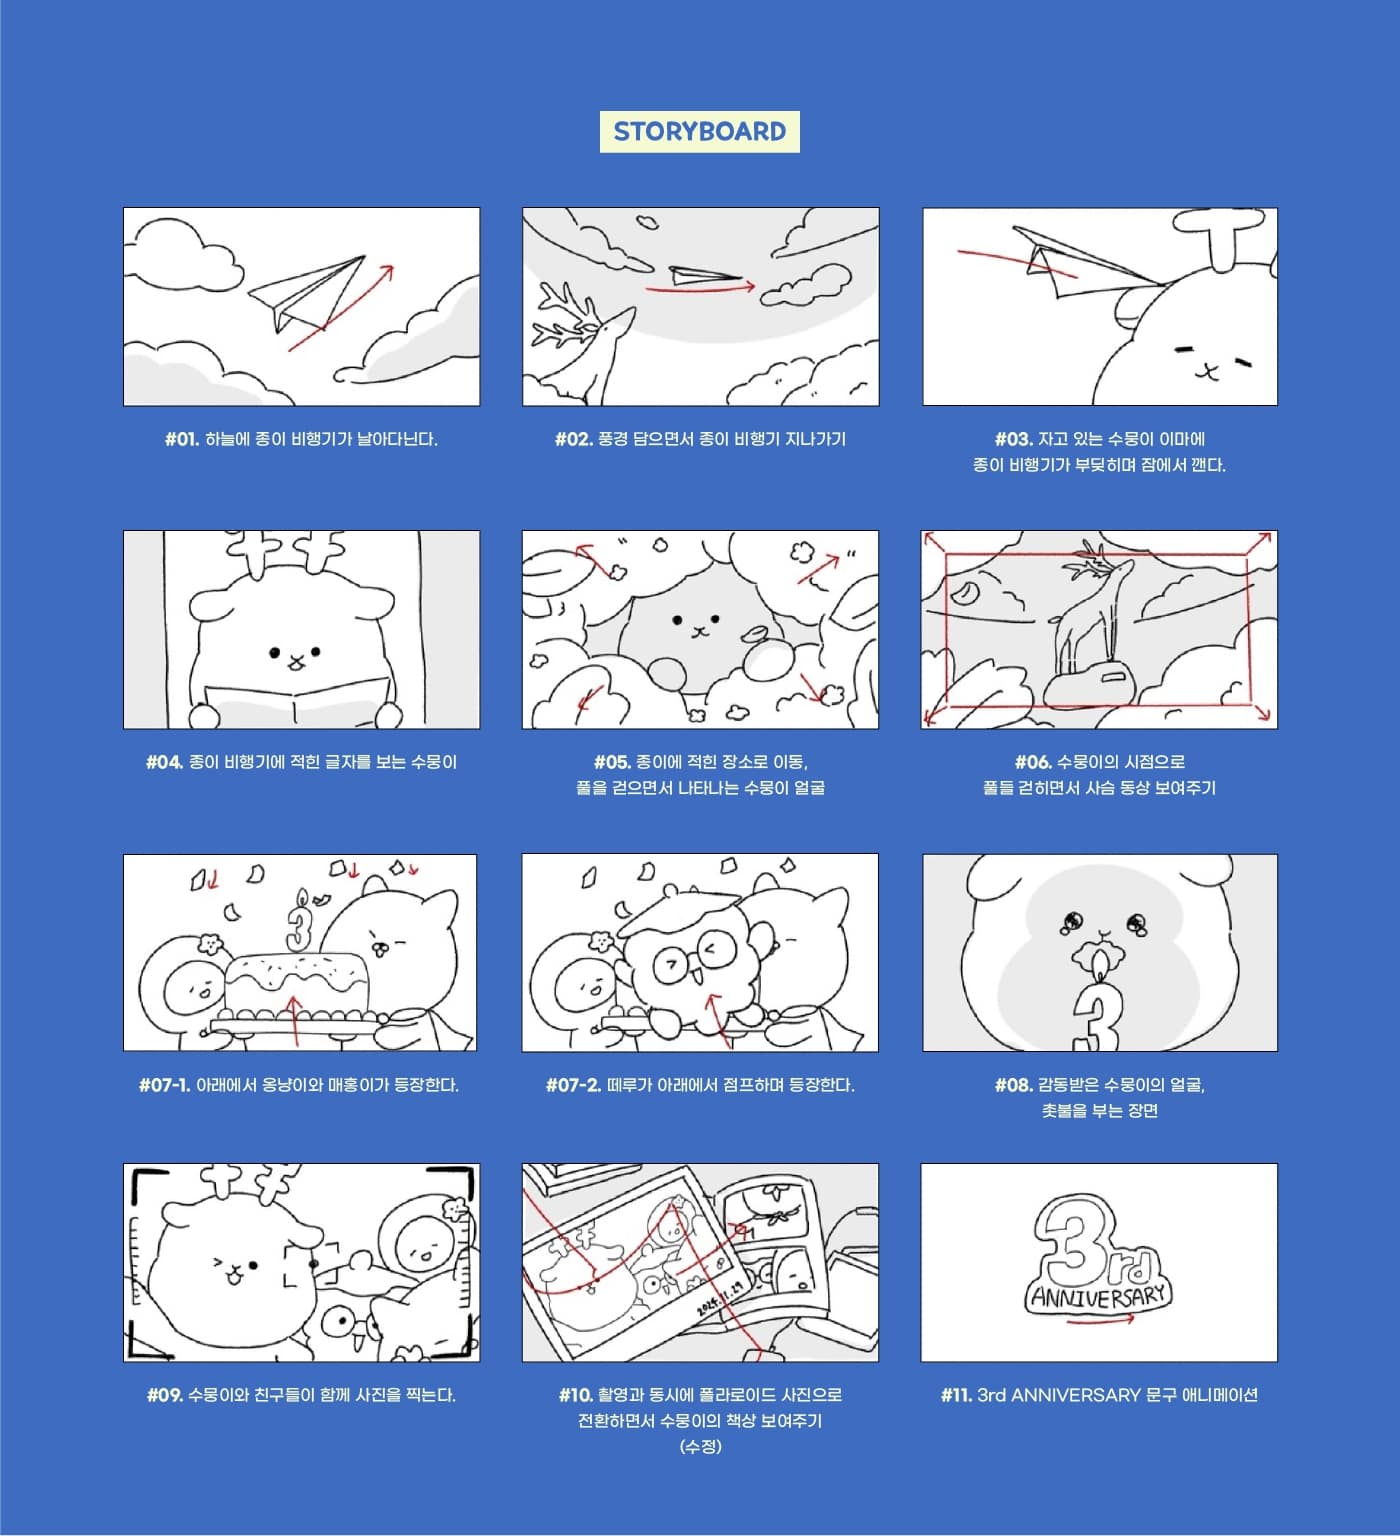 STORYBOARD
#01. 하늘에 종이 비행기가 날아다닌다.
#02. 풍경 담으면서 종이 비행기 지나가기
#03. 자고 있는 수뭉이 이마에
종이 비행기가 부딪히며 잠에서 깬다.
#04. 종이 비행기에 적힌 글자를 보는 수뭉이
#05. 종이에 적힌 장소로 이동,
풀을 걷으면서 나타나는 수뭉이 얼굴
#06. 수뭉이의 시점으로
풀들 걷히면서 사슴 동상 보여주기
3
#07-1. 아래에서 옹냥이와 매홍이가 등장한다.
#07-2. 떼루가 아래에서 점프하며 등장한다.
3
#08. 감동받은 수뭉이의 얼굴,
촛불을 부는 장면
#09. 수뭉이와 친구들이 함께 사진을 찍는다.
2024.11.29
#10. 촬영과 동시에 폴라로이드 사진으로
전환하면서 수뭉이의 책상 보여주기
(수정)
3rd
ANNIVERSARY
#11. 3rd ANNIVERSARY 문구 애니메이션